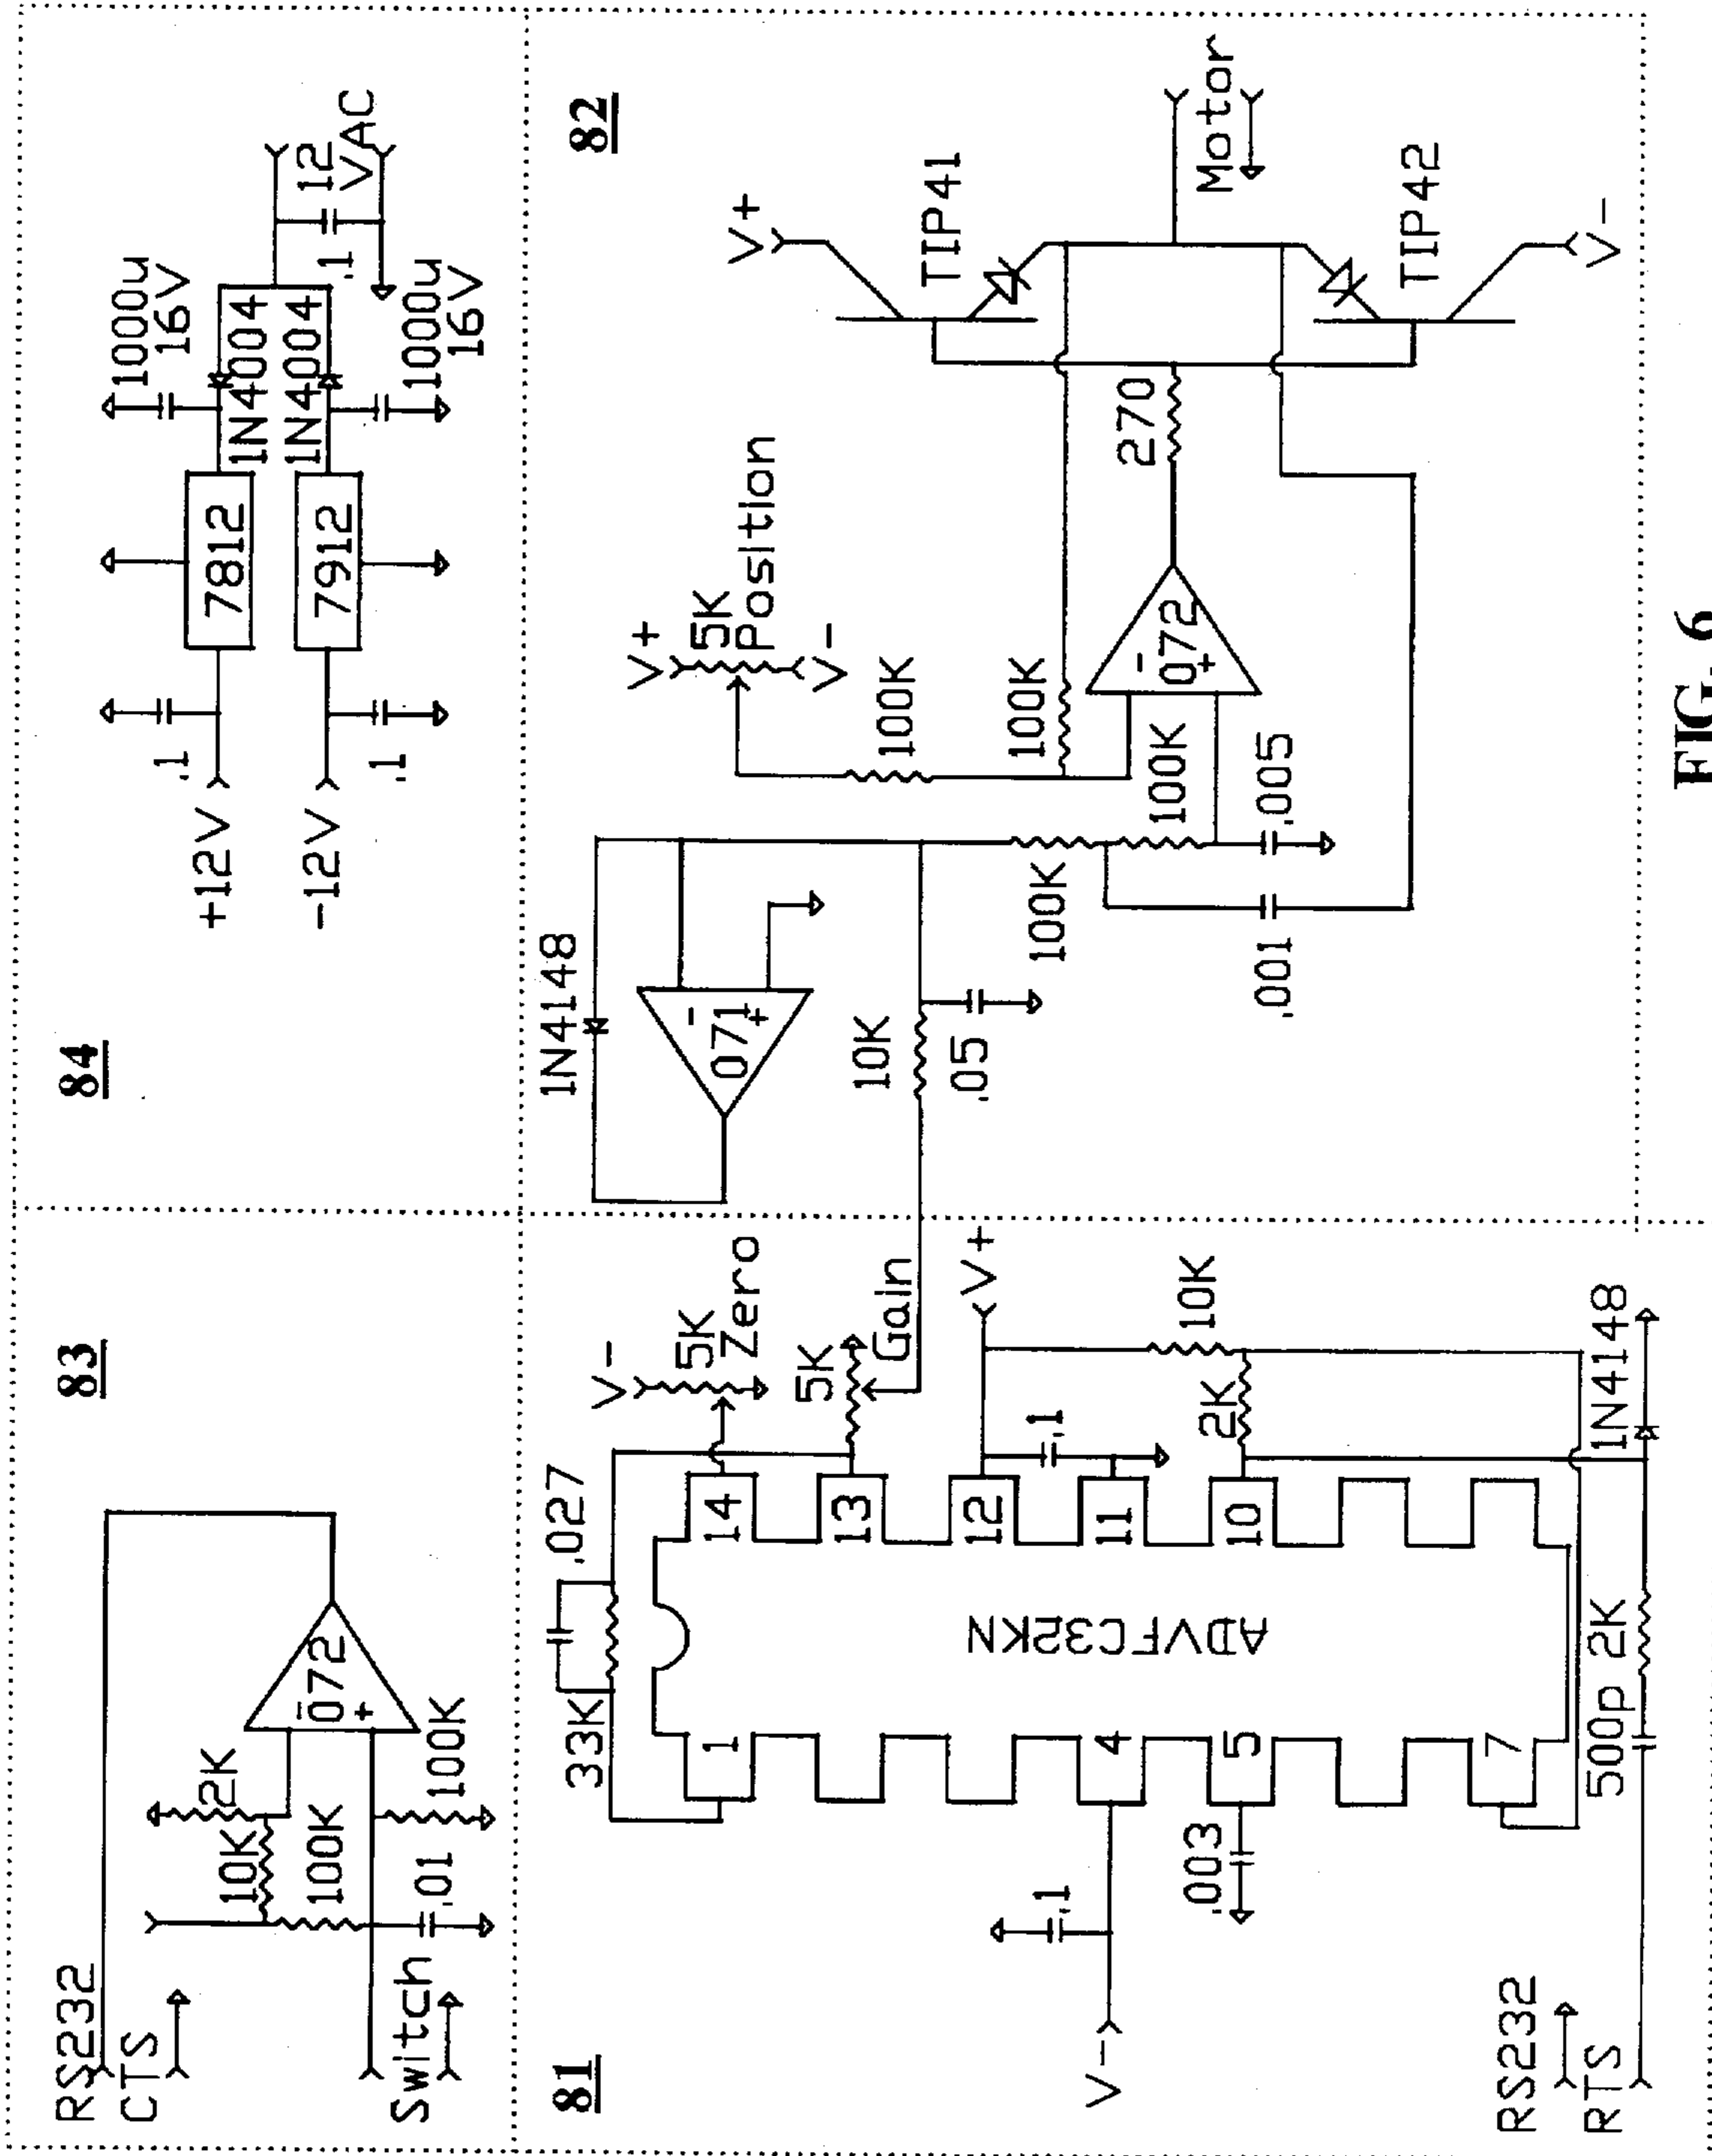 83
RS232
CTS
2K
10K
100K
072
-
+
100K
.01
Switch
84
+12V
-12V
.1
.1
7812
7912
1000u
16V
1N4004
1N4004
1000u
16V
.1
12
VAC
81
33K
.027
V-
5K
Zero
5K
Gain
V+
.1
10K
2K
1N4148
1
4
5
7
14
13
12
11
10
ADVFC32KN
.1
V-
.003
RS232
RTS
500p
2K
82
1N4148
071
-
+
10K
.05
100K
100K
.001
.005
V+
5K
Position
V-
100K
100K
072
-
+
270
V+
TIP41
Motor
TIP42
V-
FIG. 6